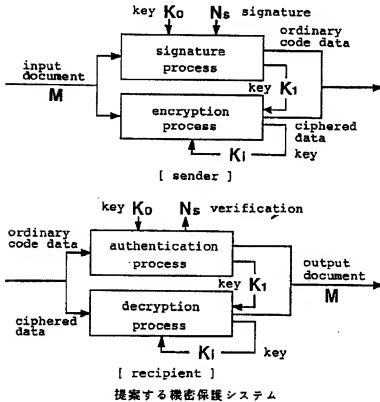 key K0 Ns signature
ordinary
code data
input
document
M
signature
process
key K1
encryption
process
ciphered
data
Ki key
[ sender ]
key K0 Ns verification
ordinary
code data
authentication
process
output
document
M
key K1
decryption
process
ciphered
data
Ki key
[ recipient ]
提案する機密保護システム